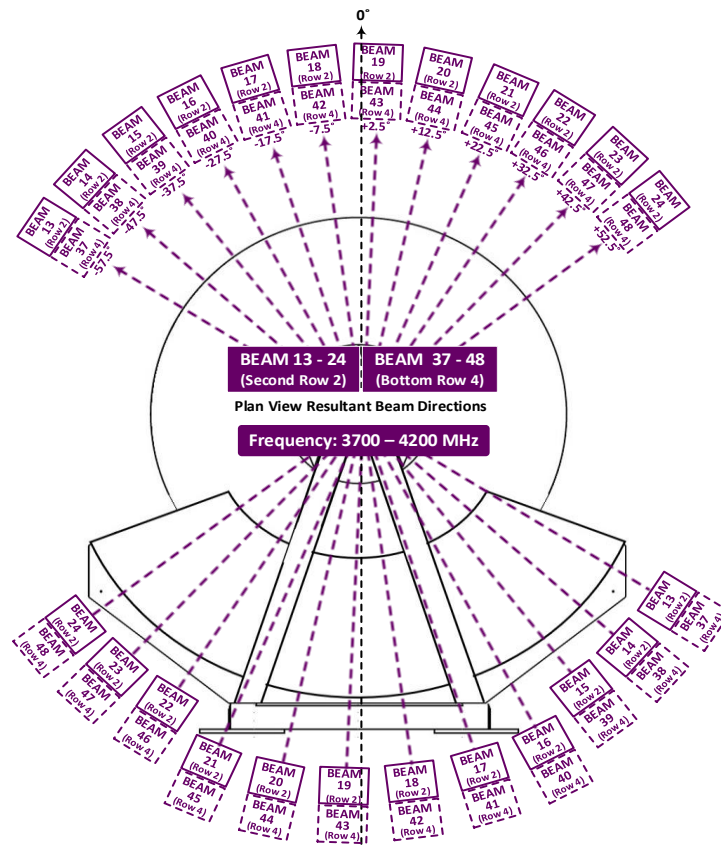 0°
BEAM
13
(Row 2)
BEAM
37
(Row 4)
-57.5°
BEAM
14
(Row 2)
BEAM
38
(Row 4)
-47.5°
BEAM
15
(Row 2)
BEAM
39
(Row 4)
-37.5°
BEAM
16
(Row 2)
BEAM
40
(Row 4)
-27.5°
BEAM
17
(Row 2)
BEAM
41
(Row 4)
-17.5°
BEAM
18
(Row 2)
BEAM
42
(Row 4)
-7.5°
BEAM
19
(Row 2)
BEAM
43
(Row 4)
+2.5°
BEAM
20
(Row 2)
BEAM
44
(Row 4)
+12.5°
BEAM
21
(Row 2)
BEAM
45
(Row 4)
+22.5°
BEAM
22
(Row 2)
BEAM
46
(Row 4)
+32.5°
BEAM
23
(Row 2)
BEAM
47
(Row 4)
+42.5°
BEAM
24
(Row 2)
BEAM
48
(Row 4)
+52.5°
BEAM 13 - 24
(Second Row 2)
BEAM 37 - 48
(Bottom Row 4)
Plan View Resultant Beam Directions
Frequency: 3700 – 4200 MHz
BEAM
24
(Row 2)
BEAM
48
(Row 4)
BEAM
23
(Row 2)
BEAM
47
(Row 4)
BEAM
22
(Row 2)
BEAM
46
(Row 4)
BEAM
21
(Row 2)
BEAM
45
(Row 4)
BEAM
20
(Row 2)
BEAM
44
(Row 4)
BEAM
19
(Row 2)
BEAM
43
(Row 4)
BEAM
18
(Row 2)
BEAM
42
(Row 4)
BEAM
17
(Row 2)
BEAM
41
(Row 4)
BEAM
16
(Row 2)
BEAM
40
(Row 4)
BEAM
15
(Row 2)
BEAM
39
(Row 4)
BEAM
14
(Row 2)
BEAM
38
(Row 4)
BEAM
13
(Row 2)
BEAM
37
(Row 4)